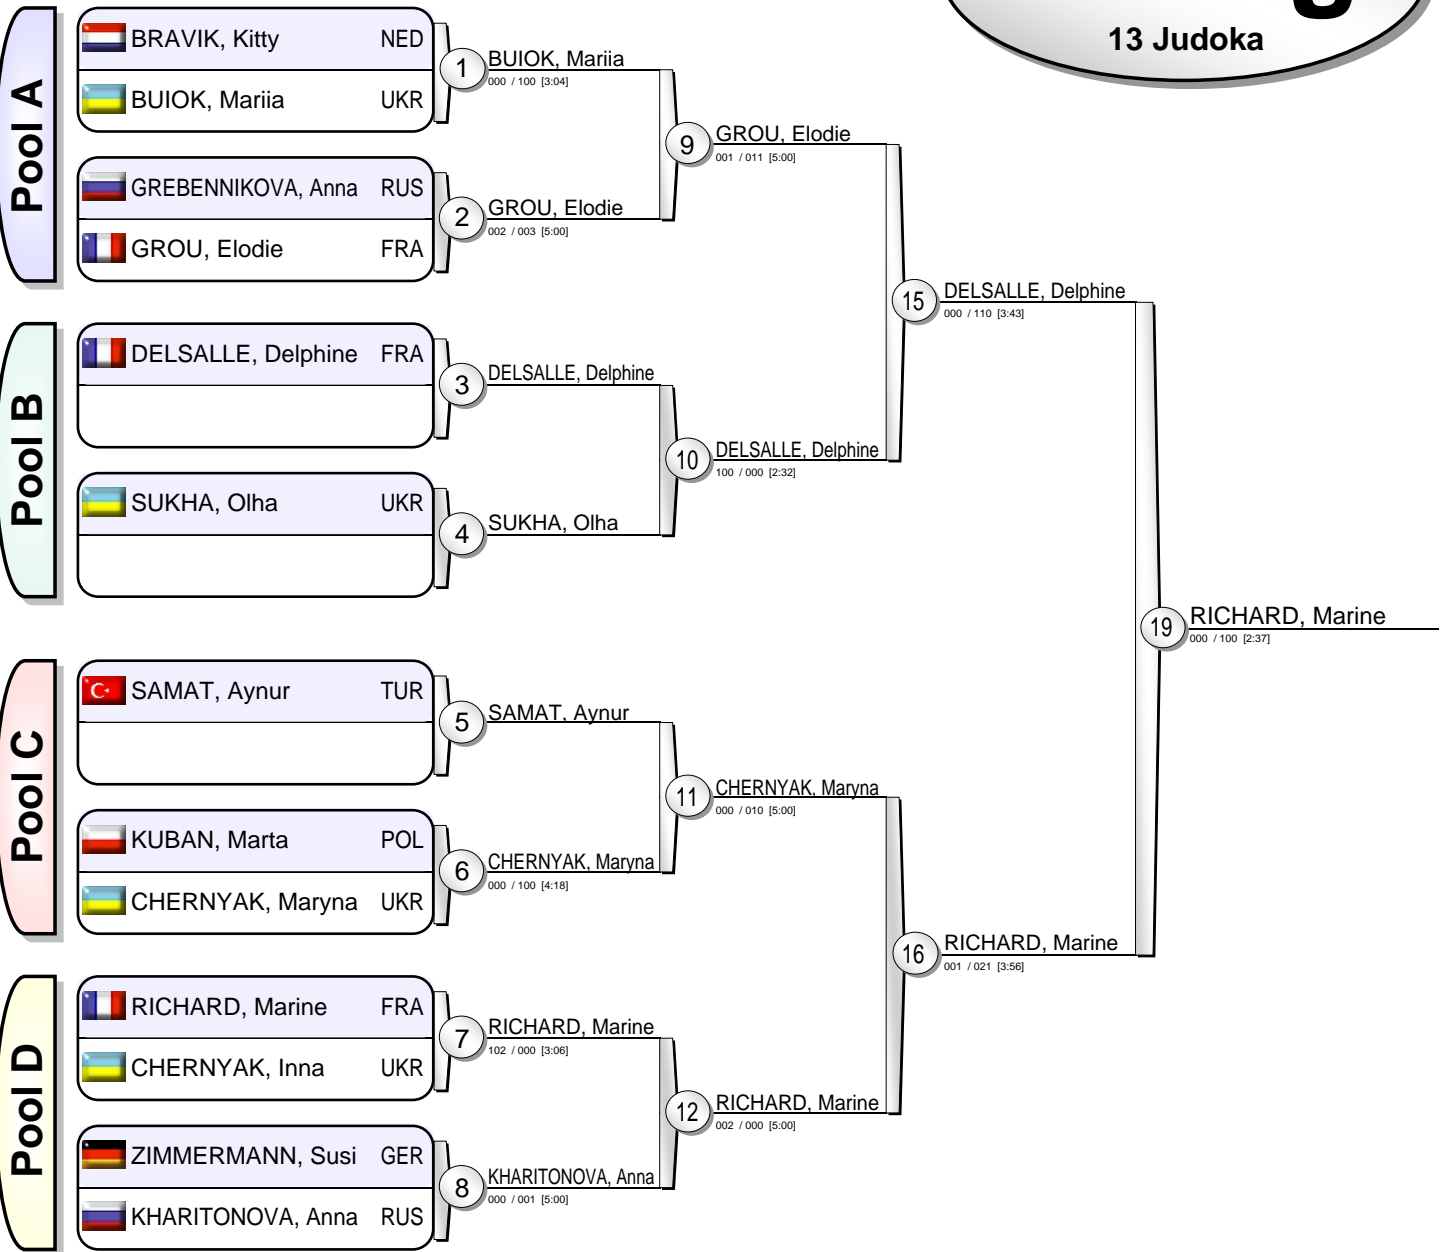 13 Judoka
Pool A
BRAVIK, Kitty NED
BUIOK, Mariia UKR
1
BUIOK, Mariia
000 / 100 [3:04]
GREBENNIKOVA, Anna RUS
GROU, Elodie FRA
2
GROU, Elodie
002 / 003 [5:00]
9
GROU, Elodie
001 / 011 [5:00]
Pool B
DELSALLE, Delphine FRA
3
DELSALLE, Delphine
SUKHA, Olha UKR
4
SUKHA, Olha
10
DELSALLE, Delphine
100 / 000 [2:32]
15
DELSALLE, Delphine
000 / 110 [3:43]
Pool C
SAMAT, Aynur TUR
5
SAMAT, Aynur
KUBAN, Marta POL
CHERNYAK, Maryna UKR
6
CHERNYAK, Maryna
000 / 100 [4:18]
11
CHERNYAK, Maryna
000 / 010 [5:00]
Pool D
RICHARD, Marine FRA
CHERNYAK, Inna UKR
7
RICHARD, Marine
102 / 000 [3:06]
ZIMMERMANN, Susi GER
KHARITONOVA, Anna RUS
8
KHARITONOVA, Anna
000 / 001 [5:00]
12
RICHARD, Marine
002 / 000 [5:00]
16
RICHARD, Marine
001 / 021 [3:56]
19
RICHARD, Marine
000 / 100 [2:37]